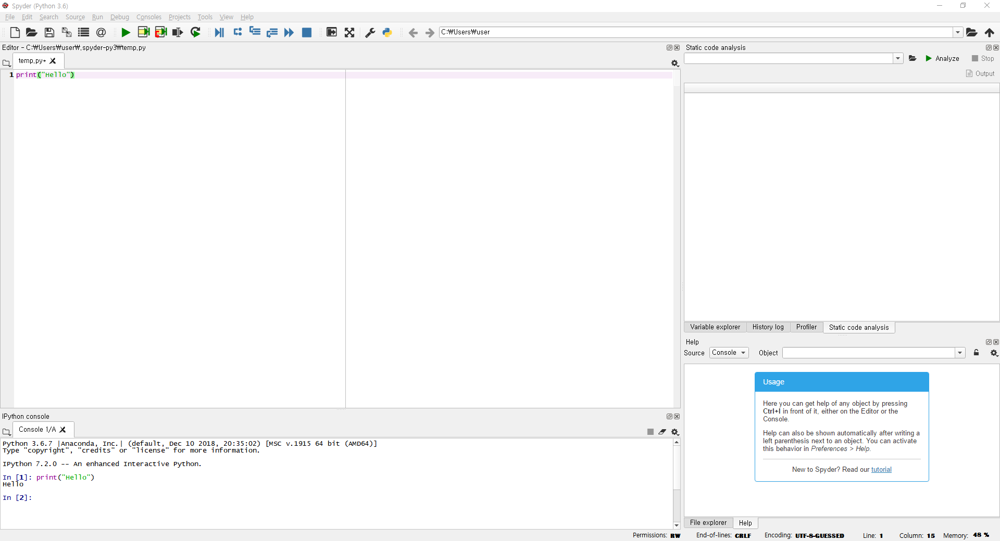 Spyder (Python 3.6)
File Edit Search Source Run Debug Consoles Projects Tools View Help
C:₩Users₩user
Editor - C:₩Users₩user₩.spyder-py3₩temp.py
temp.py*
1 print("Hello")
Static code analysis
Analyze Stop
Output
Variable explorer History log Profiler Static code analysis
Help
Source Console Object
Usage
Here you can get help of any object by pressing
Ctrl+I in front of it, either on the Editor or the
Console.
Help can also be shown automatically after writing a
left parenthesis next to an object. You can activate
this behavior in Preferences > Help.
New to Spyder? Read our tutorial
File explorer Help
IPython console
Console 1/A
Python 3.6.7 |Anaconda, Inc.| (default, Dec 10 2018, 20:35:02) [MSC v.1915 64 bit (AMD64)]
Type "copyright", "credits" or "license" for more information.
IPython 7.2.0 -- An enhanced Interactive Python.
In [1]: print("Hello")
Hello
In [2]:
Permissions: RW End-of-lines: CRLF Encoding: UTF-8-GUESSED Line: 1 Column: 15 Memory: 48 %